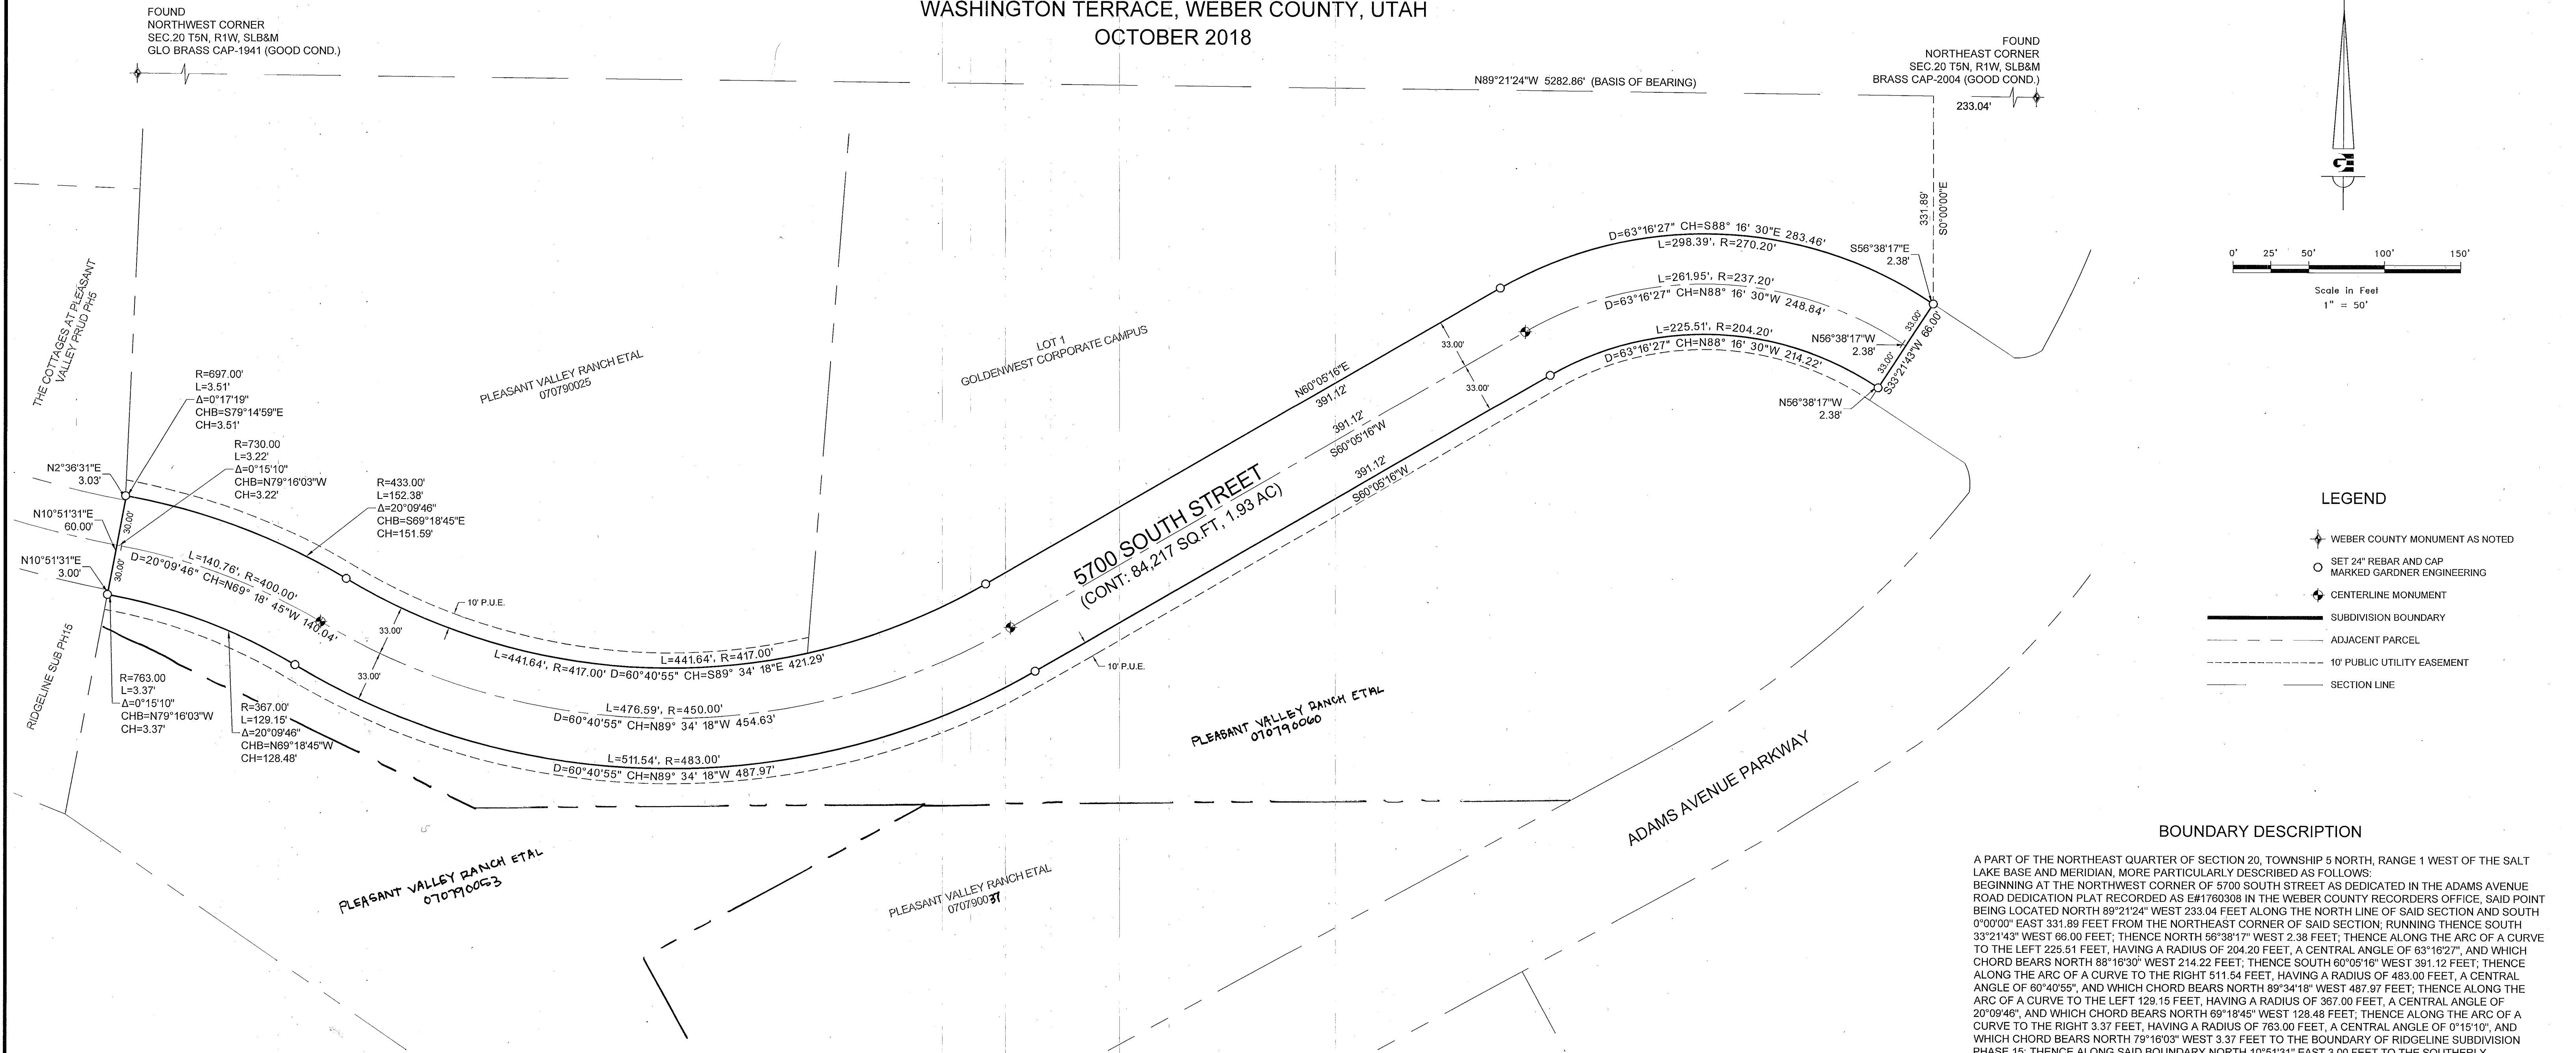 WASHINGTON TERRACE, WEBER COUNTY, UTAH
OCTOBER 2018
FOUND
NORTHWEST CORNER
SEC.20 T5N, R1W, SLB&M
GLO BRASS CAP-1941 (GOOD COND.)
FOUND
NORTHEAST CORNER
SEC.20 T5N, R1W, SLB&M
BRASS CAP-2004 (GOOD COND.)
N89°21'24"W 5282.86' (BASIS OF BEARING)
233.04'
331.89'
S0°00'00"E
0' 25' 50' 100' 150'
Scale in Feet
1" = 50'
D=63°16'27" CH=S88° 16' 30"E 283.46'
L=298.39', R=270.20'
S56°38'17"E
2.38'
L=261.95', R=237.20'
D=63°16'27" CH=N88° 16' 30"W 248.84'
L=225.51', R=204.20'
D=63°16'27" CH=N88° 16' 30"W 214.22'
N56°38'17"W
2.38'
33.00'
33.00'
S33°21'43"W 66.00'
N56°38'17"W
2.38'
THE COTTAGES AT PLEASANT
VALLEY PRUD PH5
PLEASANT VALLEY RANCH ETAL
070790025
LOT 1
GOLDENWEST CORPORATE CAMPUS
N60°05'16"E
391.12'
33.00'
33.00'
391.12'
S60°05'16"W
391.12'
S60°05'16"W
R=697.00'
L=3.51'
Δ=0°17'19"
CHB=S79°14'59"E
CH=3.51'
R=730.00
L=3.22'
Δ=0°15'10"
CHB=N79°16'03"W
CH=3.22'
R=433.00'
L=152.38'
Δ=20°09'46"
CHB=S69°18'45"E
CH=151.59'
N2°36'31"E
3.03'
N10°51'31"E
60.00'
N10°51'31"E
3.00'
30.00'
30.00'
L=140.76', R=400.00'
D=20°09'46" CH=N69° 18' 45"W 140.04'
5700 SOUTH STREET
(CONT: 84,217 SQ.FT, 1.93 AC)
10' P.U.E.
33.00'
33.00'
L=441.64', R=417.00'
L=441.64', R=417.00' D=60°40'55" CH=S89° 34' 18"E 421.29'
10' P.U.E.
L=476.59', R=450.00'
D=60°40'55" CH=N89° 34' 18"W 454.63'
L=511.54', R=483.00'
D=60°40'55" CH=N89° 34' 18"W 487.97'
RIDGELINE SUB PH15
R=763.00
L=3.37'
Δ=0°15'10"
CHB=N79°16'03"W
CH=3.37'
R=367.00'
L=129.15'
Δ=20°09'46"
CHB=N69°18'45"W
CH=128.48'
PLEASANT VALLEY RANCH ETAL
070790060
ADAMS AVENUE PARKWAY
PLEASANT VALLEY RANCH ETAL
070790053
PLEASANT VALLEY RANCH ETAL
070790037
LEGEND
WEBER COUNTY MONUMENT AS NOTED
SET 24" REBAR AND CAP
MARKED GARDNER ENGINEERING
CENTERLINE MONUMENT
SUBDIVISION BOUNDARY
ADJACENT PARCEL
10' PUBLIC UTILITY EASEMENT
SECTION LINE
BOUNDARY DESCRIPTION
A PART OF THE NORTHEAST QUARTER OF SECTION 20, TOWNSHIP 5 NORTH, RANGE 1 WEST OF THE SALT
LAKE BASE AND MERIDIAN, MORE PARTICULARLY DESCRIBED AS FOLLOWS:
BEGINNING AT THE NORTHWEST CORNER OF 5700 SOUTH STREET AS DEDICATED IN THE ADAMS AVENUE
ROAD DEDICATION PLAT RECORDED AS E#1760308 IN THE WEBER COUNTY RECORDERS OFFICE, SAID POINT
BEING LOCATED NORTH 89°21'24" WEST 233.04 FEET ALONG THE NORTH LINE OF SAID SECTION AND SOUTH
0°00'00" EAST 331.89 FEET FROM THE NORTHEAST CORNER OF SAID SECTION; RUNNING THENCE SOUTH
33°21'43" WEST 66.00 FEET; THENCE NORTH 56°38'17" WEST 2.38 FEET; THENCE ALONG THE ARC OF A CURVE
TO THE LEFT 225.51 FEET, HAVING A RADIUS OF 204.20 FEET, A CENTRAL ANGLE OF 63°16'27", AND WHICH
CHORD BEARS NORTH 88°16'30" WEST 214.22 FEET; THENCE SOUTH 60°05'16" WEST 391.12 FEET; THENCE
ALONG THE ARC OF A CURVE TO THE RIGHT 511.54 FEET, HAVING A RADIUS OF 483.00 FEET, A CENTRAL
ANGLE OF 60°40'55", AND WHICH CHORD BEARS NORTH 89°34'18" WEST 487.97 FEET; THENCE ALONG THE
ARC OF A CURVE TO THE LEFT 129.15 FEET, HAVING A RADIUS OF 367.00 FEET, A CENTRAL ANGLE OF
20°09'46", AND WHICH CHORD BEARS NORTH 69°18'45" WEST 128.48 FEET; THENCE ALONG THE ARC OF A
CURVE TO THE RIGHT 3.37 FEET, HAVING A RADIUS OF 763.00 FEET, A CENTRAL ANGLE OF 0°15'10", AND
WHICH CHORD BEARS NORTH 79°16'03" WEST 3.37 FEET TO THE BOUNDARY OF RIDGELINE SUBDIVISION
PHASE 15; THENCE ALONG SAID BOUNDARY NORTH 10°51'31" EAST 3.00 FEET TO THE SOUTHERLY